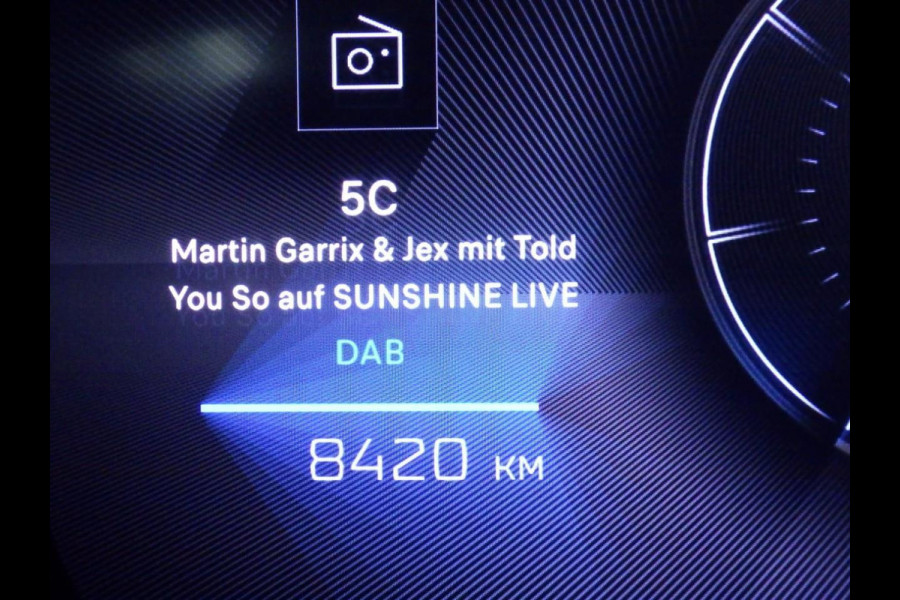 5C
Martin Garrix & Jex mit Told
You So auf SUNSHINE LIVE
DAB
8420 KM